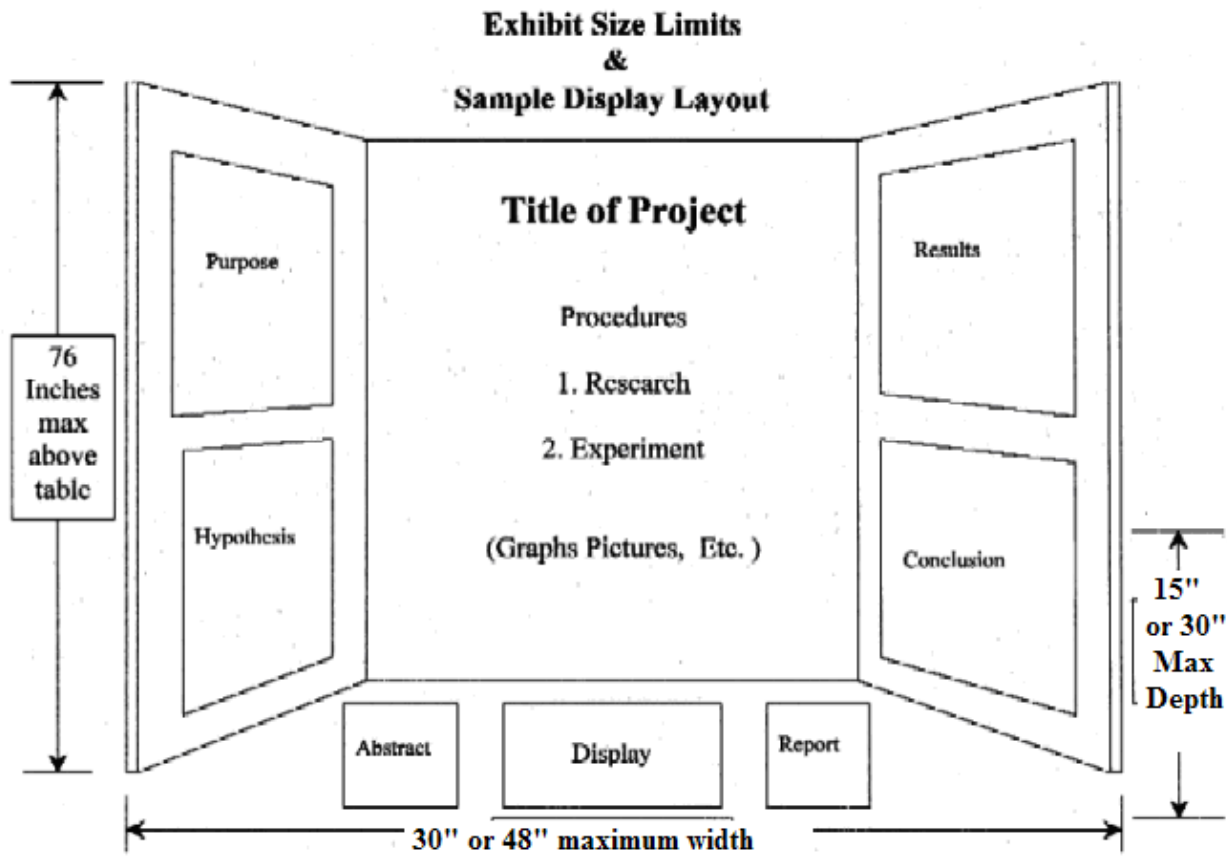 Exhibit Size Limits
&
Sample Display Layout
Title of Project
Purpose
Results
Procedures
1. Research
2. Experiment
(Graphs Pictures, Etc. )
76
Inches
max
above
table
Hypothesis
Conclusion
15"
or 30"
Max
Depth
Abstract
Display
Report
30" or 48" maximum width